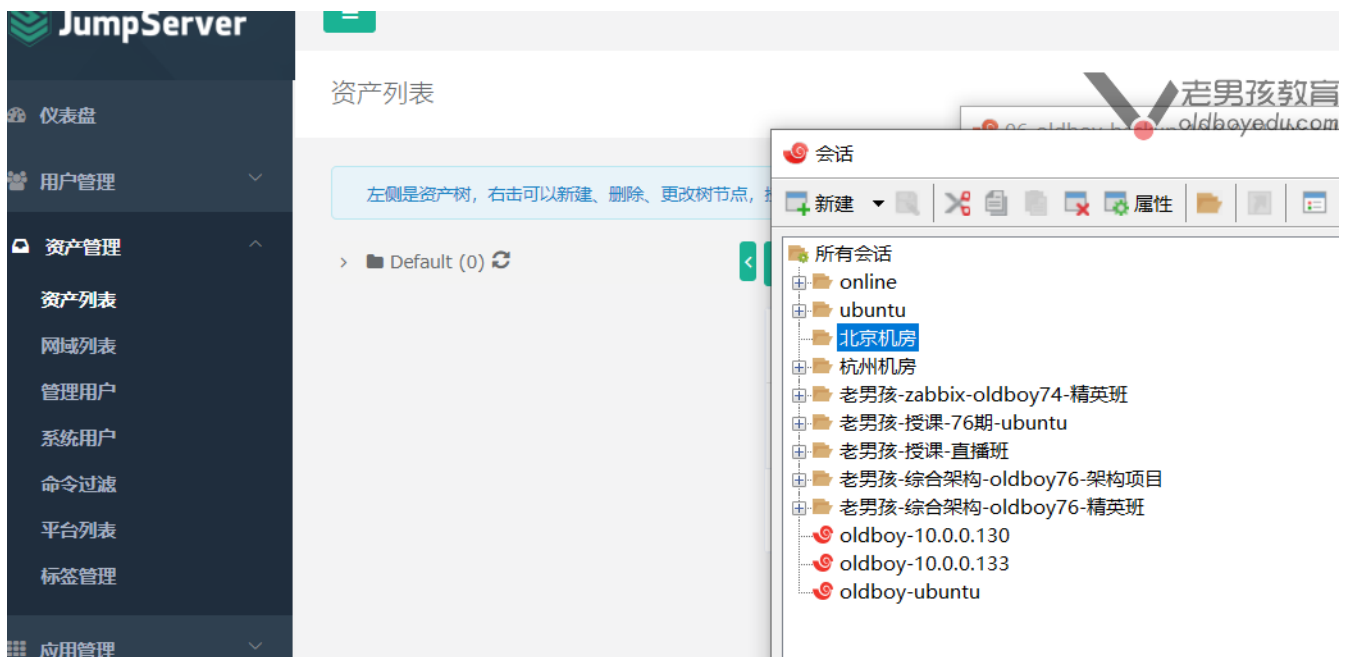 JumpServer
仪表盘
用户管理
资产管理
资产列表
网域列表
管理用户
系统用户
命令过滤
平台列表
标签管理
应用管理
资产列表
左侧是资产树，右击可以新建、删除、更改树节点，
Default (0)
老男孩教育
oldboyedu.com
会话
新建
属性
所有会话
online
ubuntu
北京机房
杭州机房
老男孩-zabbix-oldboy74-精英班
老男孩-授课-76期-ubuntu
老男孩-授课-直播班
老男孩-综合架构-oldboy76-架构项目
老男孩-综合架构-oldboy76-精英班
oldboy-10.0.0.130
oldboy-10.0.0.133
oldboy-ubuntu